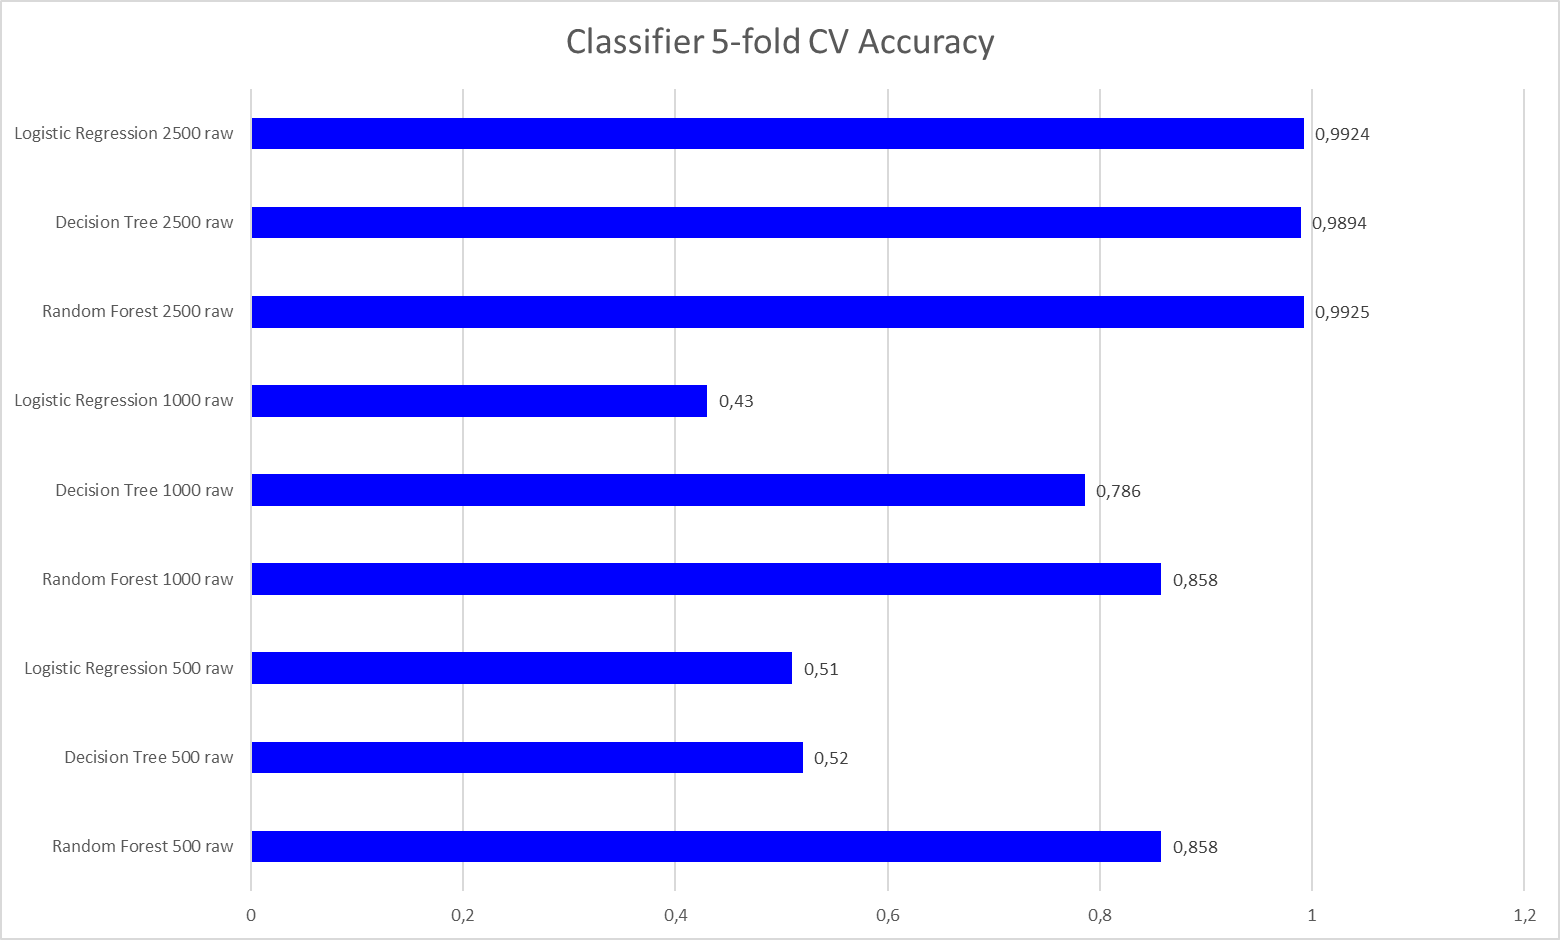 Classifier 5-fold CV Accuracy
Logistic Regression 2500 raw 0,9924
Decision Tree 2500 raw 0,9894
Random Forest 2500 raw 0,9925
Logistic Regression 1000 raw 0,43
Decision Tree 1000 raw 0,786
Random Forest 1000 raw 0,858
Logistic Regression 500 raw 0,51
Decision Tree 500 raw 0,52
Random Forest 500 raw 0,858
0 0,2 0,4 0,6 0,8 1 1,2